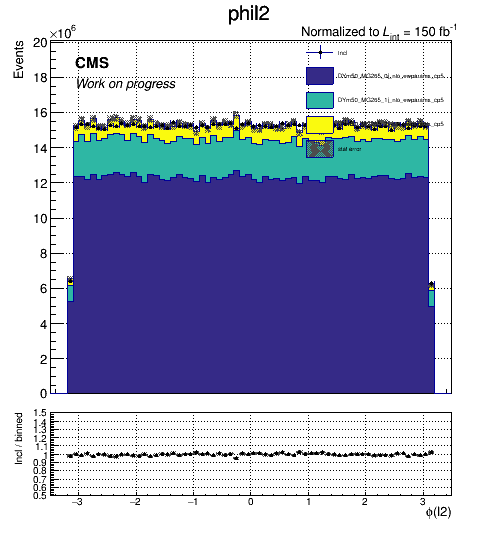 phil2
Normalized to Lint = 150 fb-1
Events
×10^6
CMS
Work on progress
Incl
20
18
16
14
12
10
8
6
4
2
0
stat error
Incl / binned
1.5
1.4
1.3
1.2
1.1
1
0.9
0.8
0.7
0.6
0.5
−3 −2 −1 0 1 2 3
ϕ(l2)